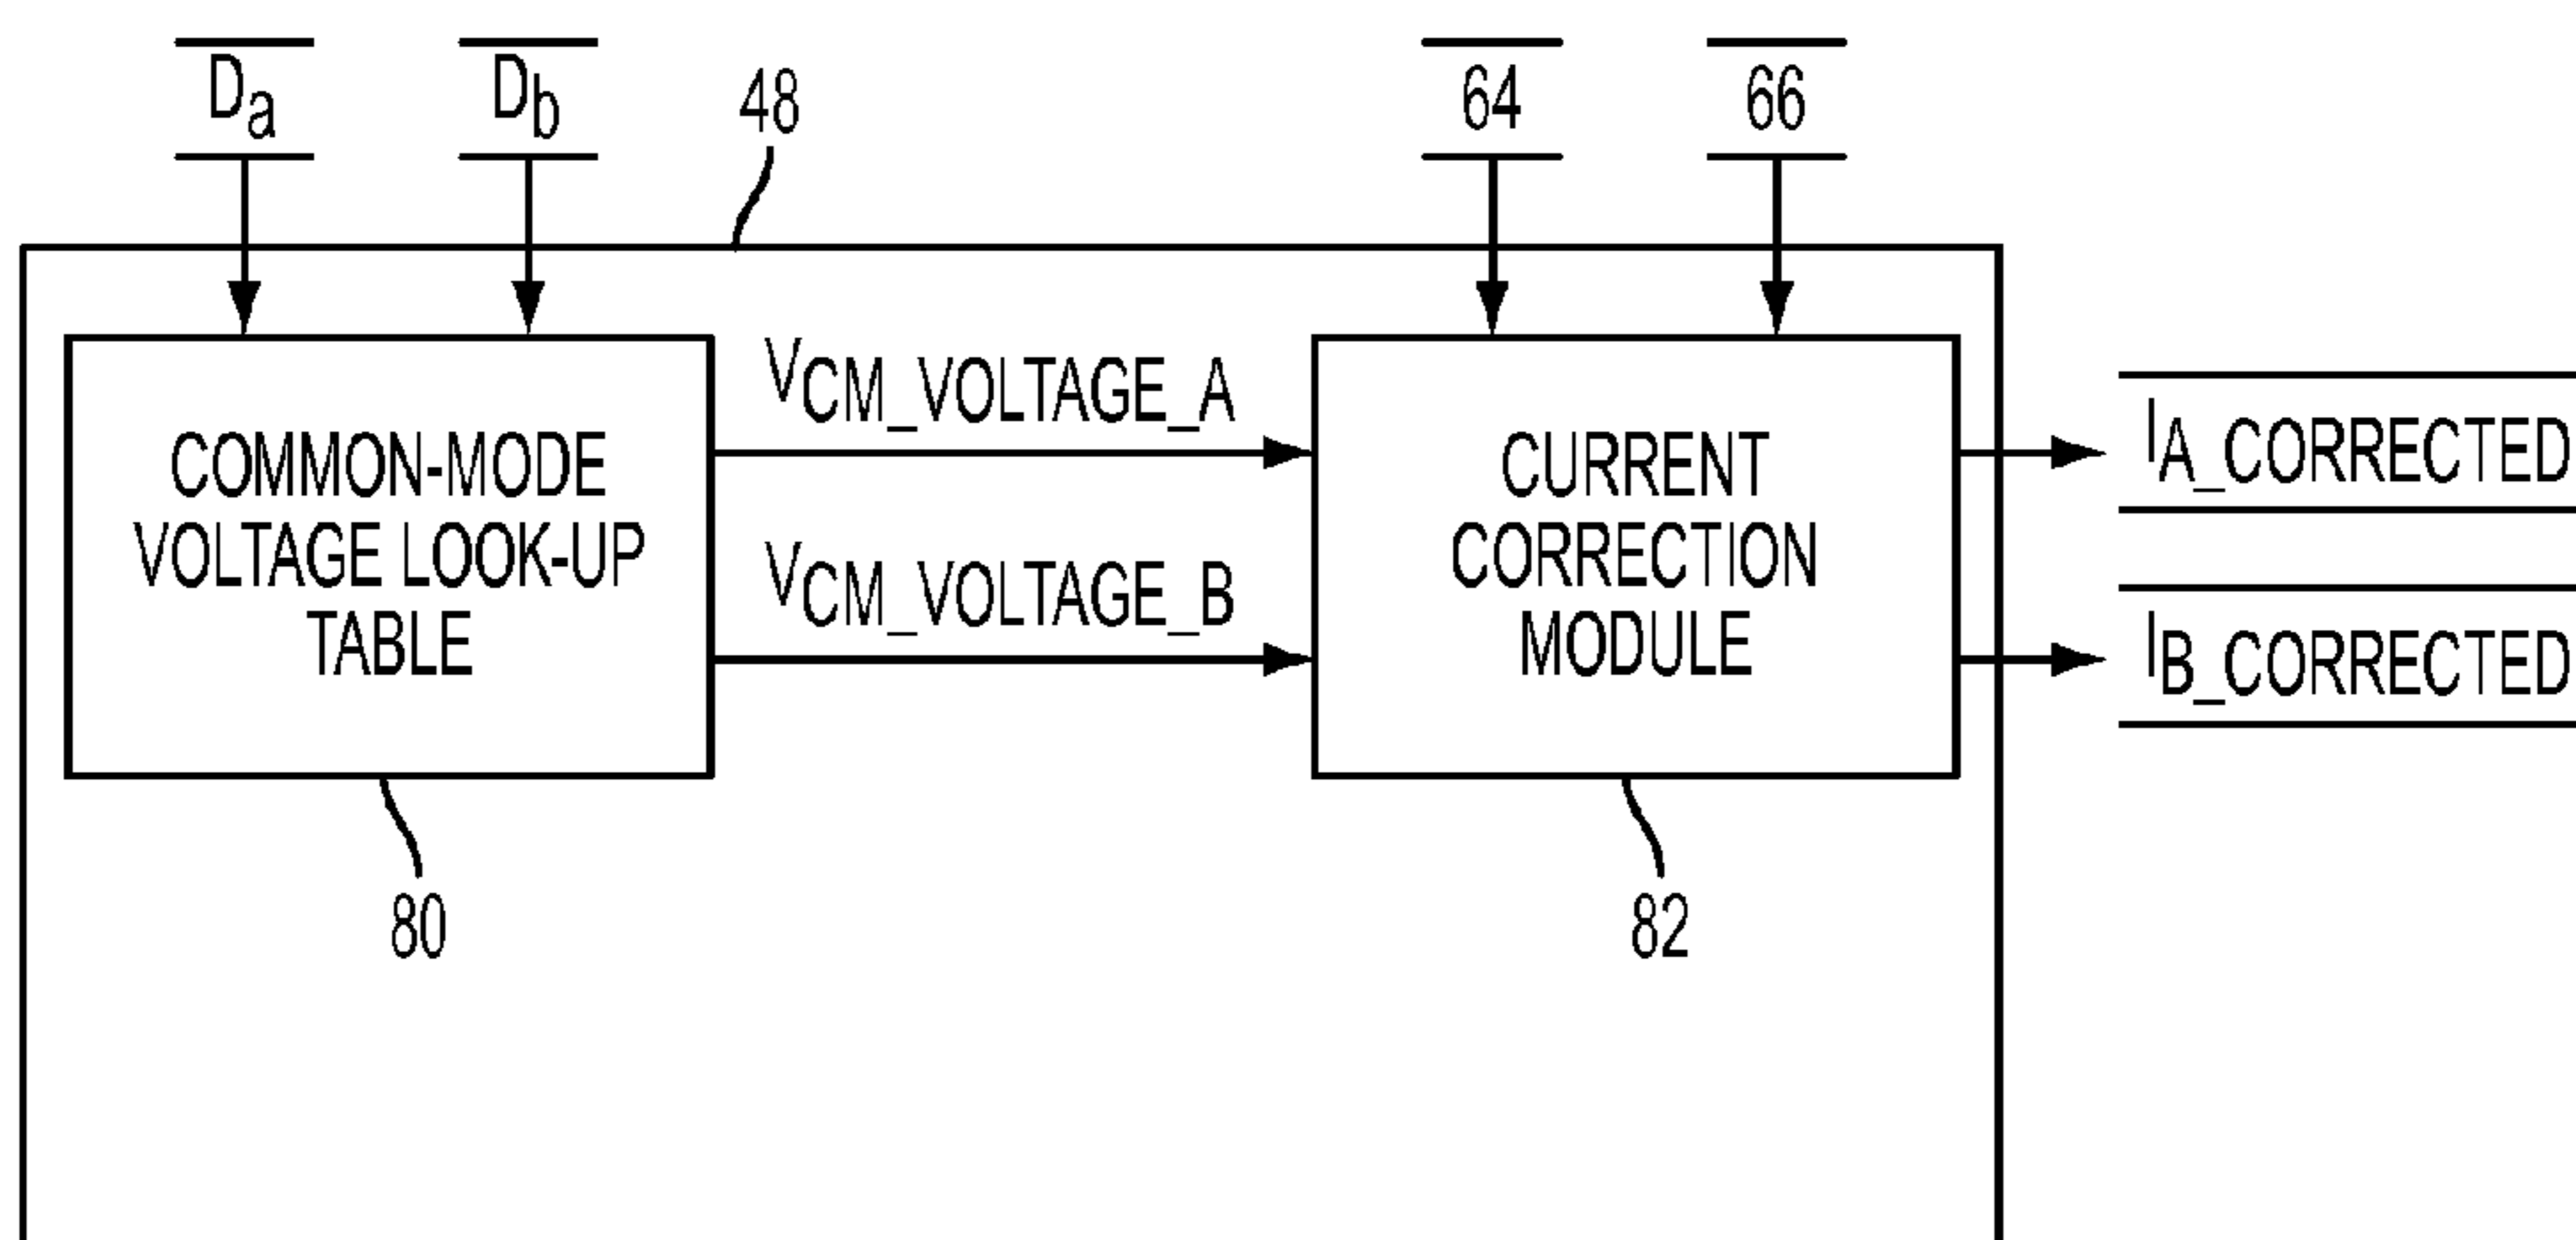 Da
Db
48
64
66
VCM_VOLTAGE_A
COMMON-MODE
VOLTAGE LOOK-UP
TABLE
VCM_VOLTAGE_B
CURRENT
CORRECTION
MODULE
IA_CORRECTED
IB_CORRECTED
80
82